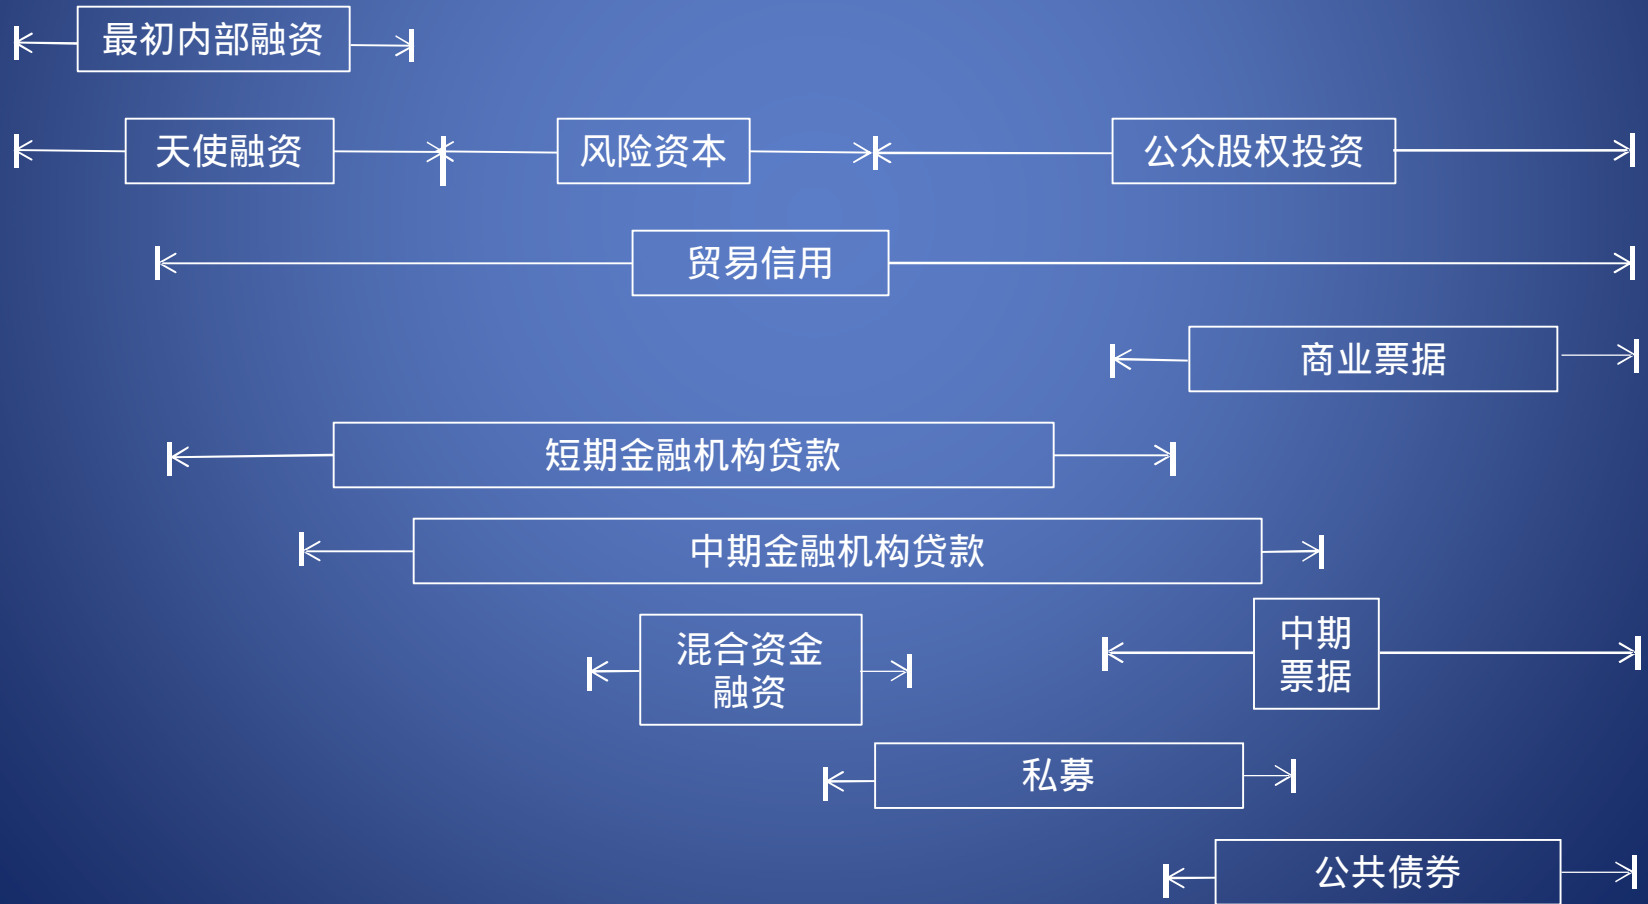 最初内部融资
天使融资
风险资本
公众股权投资
贸易信用
商业票据
短期金融机构贷款
中期金融机构贷款
混合资金
融资
中期
票据
私募
公共债券